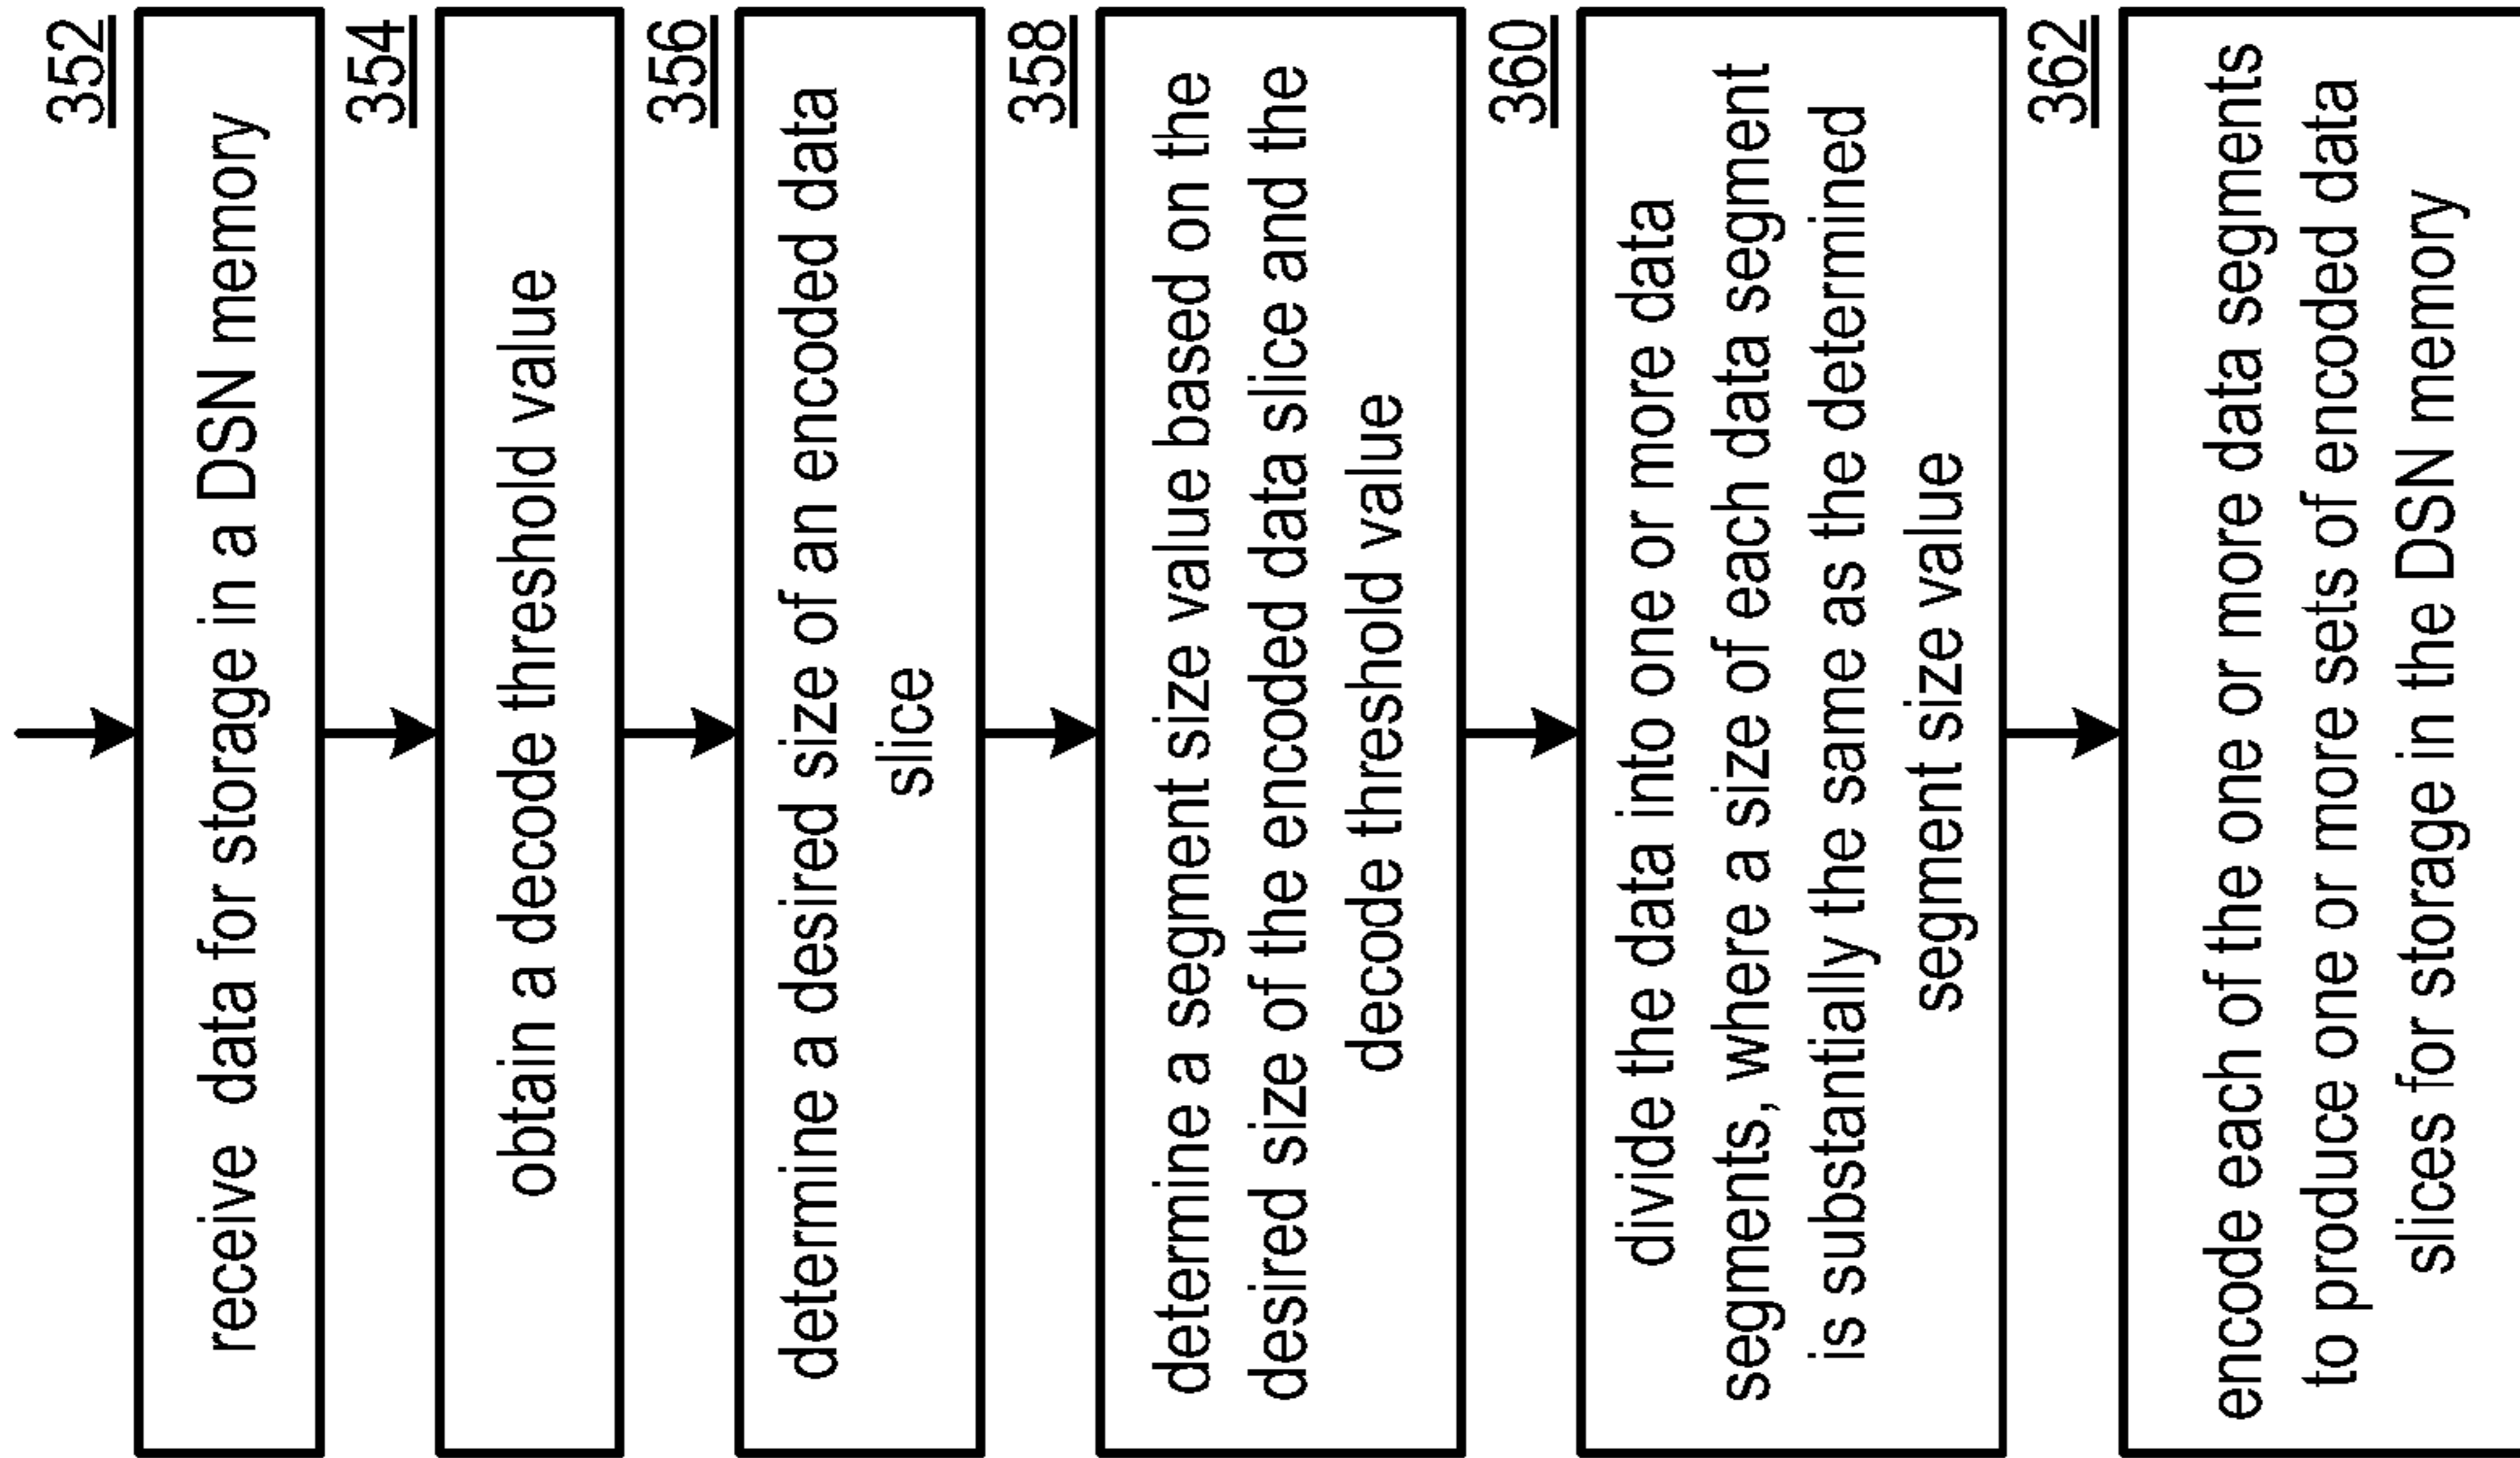 352
receive data for storage in a DSN memory
354
obtain a decode threshold value
356
determine a desired size of an encoded data
slice
358
determine a segment size value based on the
desired size of the encoded data slice and the
decode threshold value
360
divide the data into one or more data
segments, where a size of each data segment
is substantially the same as the determined
segment size value
362
encode each of the one or more data segments
to produce one or more sets of encoded data
slices for storage in the DSN memory